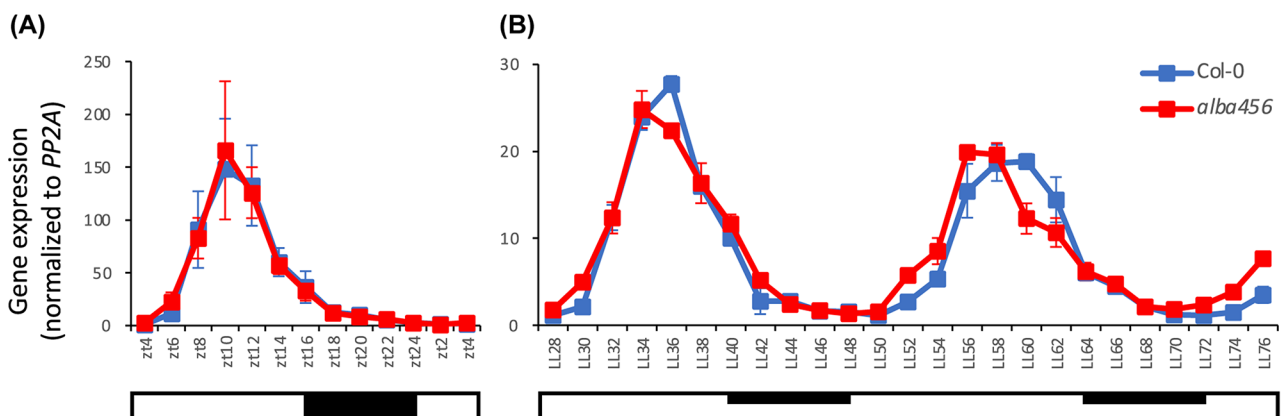 (A)
(B)
Gene expression
(normalized to PP2A)
250
200
150
100
50
0
zt4 zt6 zt8 zt10 zt12 zt14 zt16 zt18 zt20 zt22 zt24 zt2 zt4
30
20
10
0
LL28 LL30 LL32 LL34 LL36 LL38 LL40 LL42 LL44 LL46 LL48 LL50 LL52 LL54 LL56 LL58 LL60 LL62 LL64 LL66 LL68 LL70 LL72 LL74 LL76
Col-0
alba456